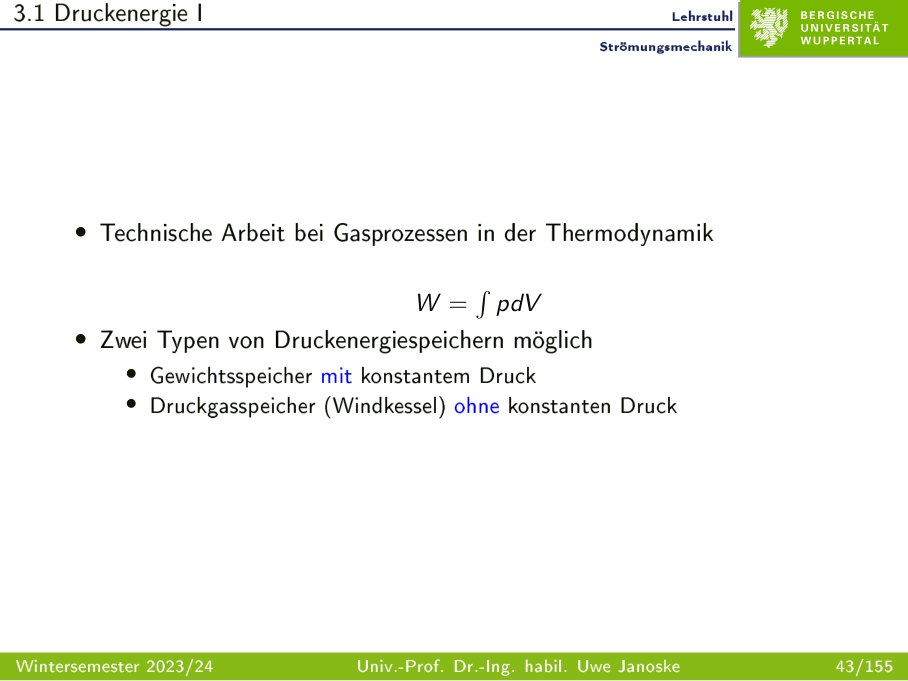 3.1 Druckenergie I
Lehrstuhl
Strömungsmechanik
BERGISCHE
UNIVERSITÄT
WUPPERTAL
• Technische Arbeit bei Gasprozessen in der Thermodynamik
W = ∫ pdV
• Zwei Typen von Druckenergiespeichern möglich
• Gewichtsspeicher mit konstantem Druck
• Druckgasspeicher (Windkessel) ohne konstanten Druck
Wintersemester 2023/24 Univ.-Prof. Dr.-Ing. habil. Uwe Janoske 43/155